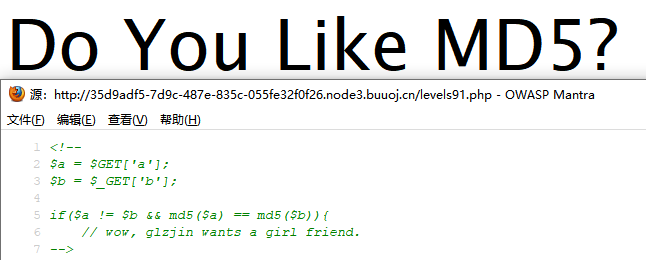 Do You Like MD5?
源: http://35d9adf5-7d9c-487e-835c-055fe32f0f26.node3.buuoj.cn/levels91.php - OWASP Mantra
文件(F) 编辑(E) 查看(V) 帮助(H)
1 <!--
2 $a = $GET['a'];
3 $b = $_GET['b'];
4
5 if($a != $b && md5($a) == md5($b)){
6 // wow, glzjin wants a girl friend.
7 -->